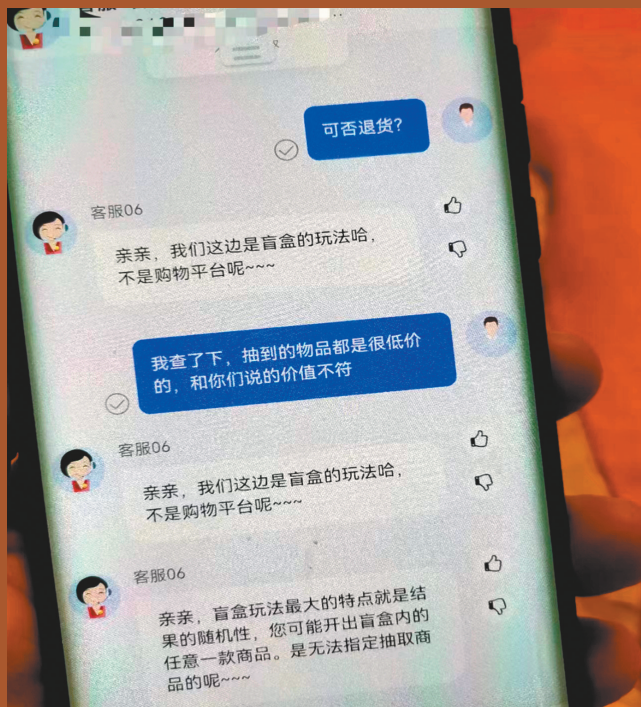 可否退货?
客服06
亲亲，我们这边是盲盒的玩法哈，
不是购物平台呢~~~
我查了下，抽到的物品都是很低价
的，和你们说的价值不符
客服06
亲亲，我们这边是盲盒的玩法哈，
不是购物平台呢~~~
客服06
亲亲，盲盒玩法最大的特点就是结
果的随机性，您可能开出盲盒内的
任意一款商品。是无法指定抽取商
品的呢~~~